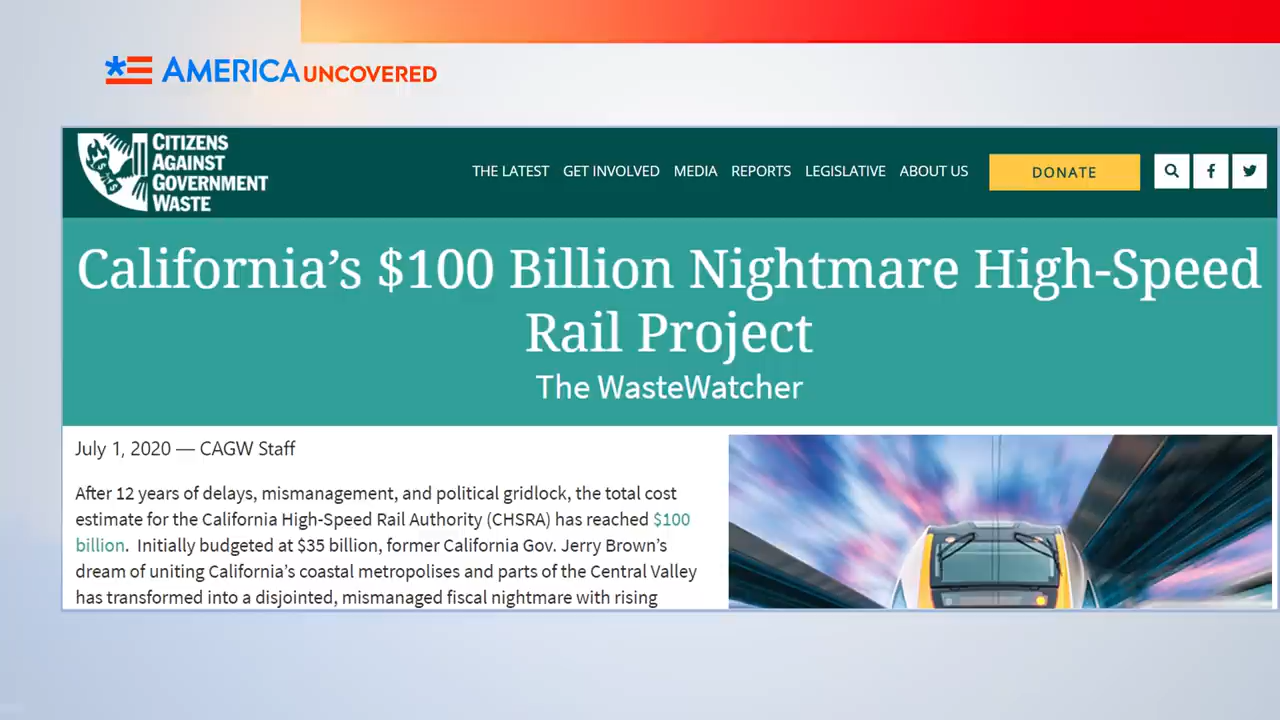 AMERICA UNCOVERED
CITIZENS
AGAINST
GOVERNMENT
WASTE
THE LATEST GET INVOLVED MEDIA REPORTS LEGISLATIVE ABOUT US DONATE
California’s $100 Billion Nightmare High-Speed
Rail Project
The WasteWatcher
July 1, 2020 — CAGW Staff
After 12 years of delays, mismanagement, and political gridlock, the total cost
estimate for the California High-Speed Rail Authority (CHSRA) has reached $100
billion. Initially budgeted at $35 billion, former California Gov. Jerry Brown’s
dream of uniting California’s coastal metropolises and parts of the Central Valley
has transformed into a disjointed, mismanaged fiscal nightmare with rising